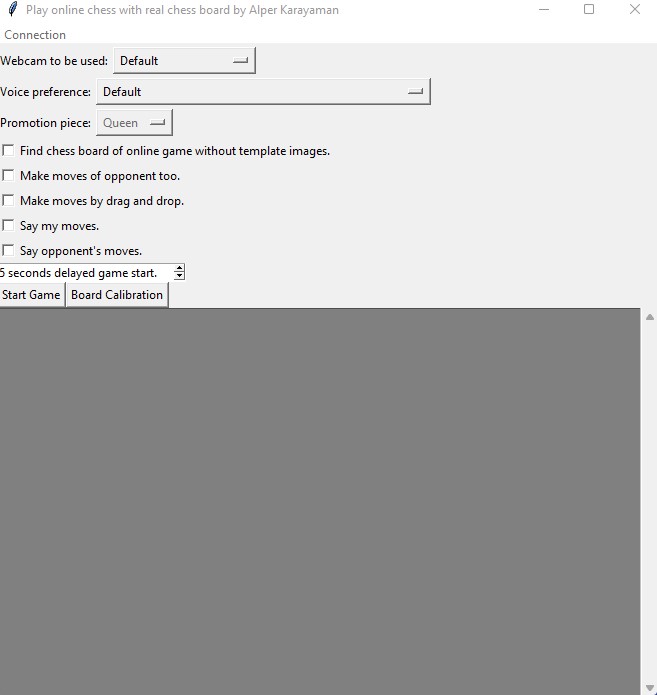 Play online chess with real chess board by Alper Karayaman
Connection
Webcam to be used: Default
Voice preference: Default
Promotion piece: Queen
Find chess board of online game without template images.
Make moves of opponent too.
Make moves by drag and drop.
Say my moves.
Say opponent's moves.
5 seconds delayed game start.
Start Game Board Calibration